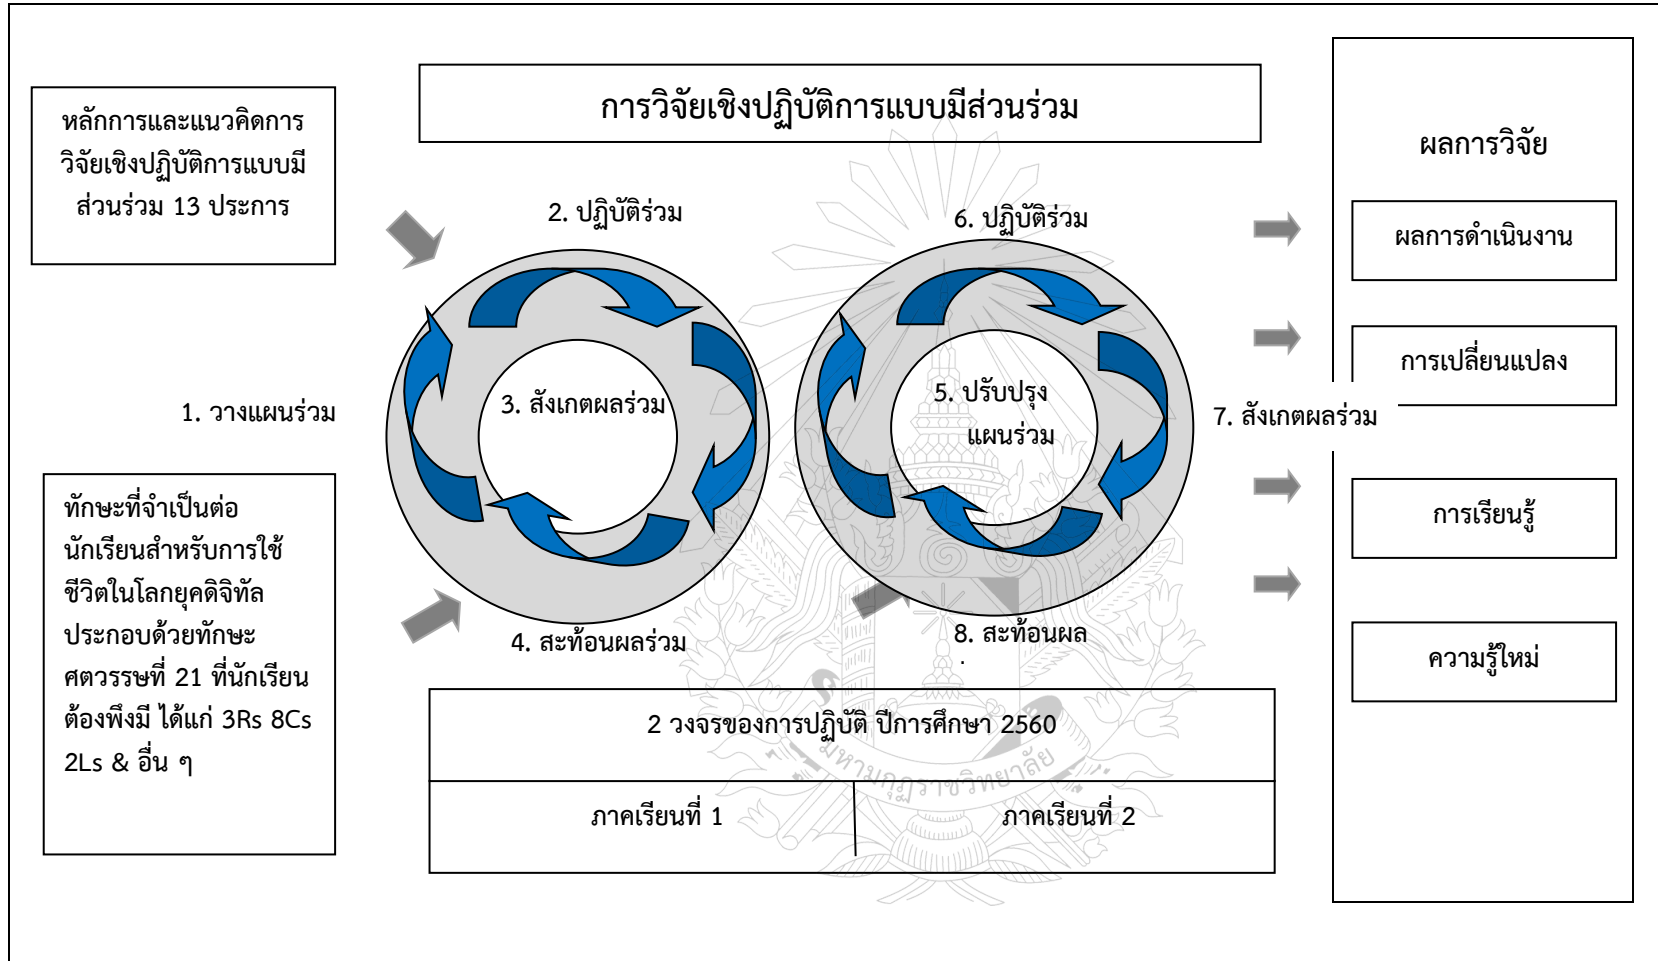 การวิจัยเชิงปฏิบัติการแบบมีส่วนร่วม
หลักการและแนวคิดการ
วิจัยเชิงปฏิบัติการแบบมี
ส่วนร่วม 13 ประการ
ทักษะที่จำเป็นต่อ
นักเรียนสำหรับการใช้
ชีวิตในโลกยุคดิจิทัล
ประกอบด้วยทักษะ
ศตวรรษที่ 21 ที่นักเรียน
ต้องพึงมี ได้แก่ 3Rs 8Cs
2Ls & อื่น ๆ
1. วางแผนร่วม
2. ปฏิบัติร่วม
3. สังเกตผลร่วม
4. สะท้อนผลร่วม
5. ปรับปรุง
แผนร่วม
6. ปฏิบัติร่วม
7. สังเกตผลร่วม
8. สะท้อนผล
2 วงจรของการปฏิบัติ ปีการศึกษา 2560
ภาคเรียนที่ 1
ภาคเรียนที่ 2
มหามกุฏราชวิทยาลัย
ผลการวิจัย
ผลการดำเนินงาน
การเปลี่ยนแปลง
การเรียนรู้
ความรู้ใหม่